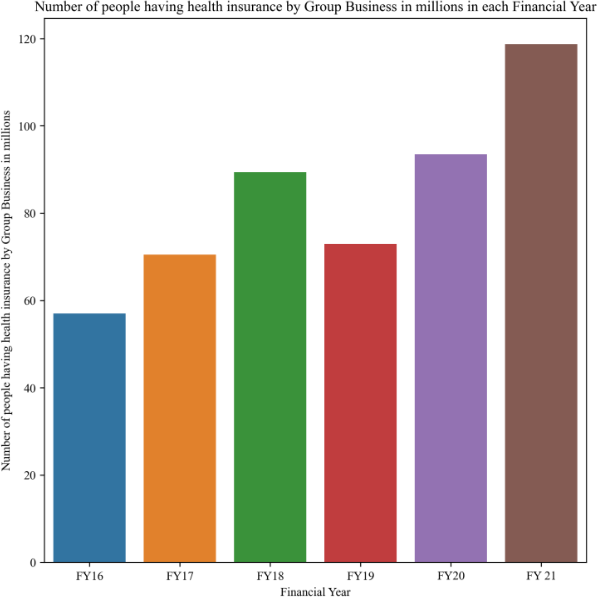 Number of people having health insurance by Group Business in millions in each Financial Year
Number of people having health insurance by Group Business in millions
120
100
80
60
40
20
0
FY16 FY17 FY18 FY19 FY20 FY 21
Financial Year